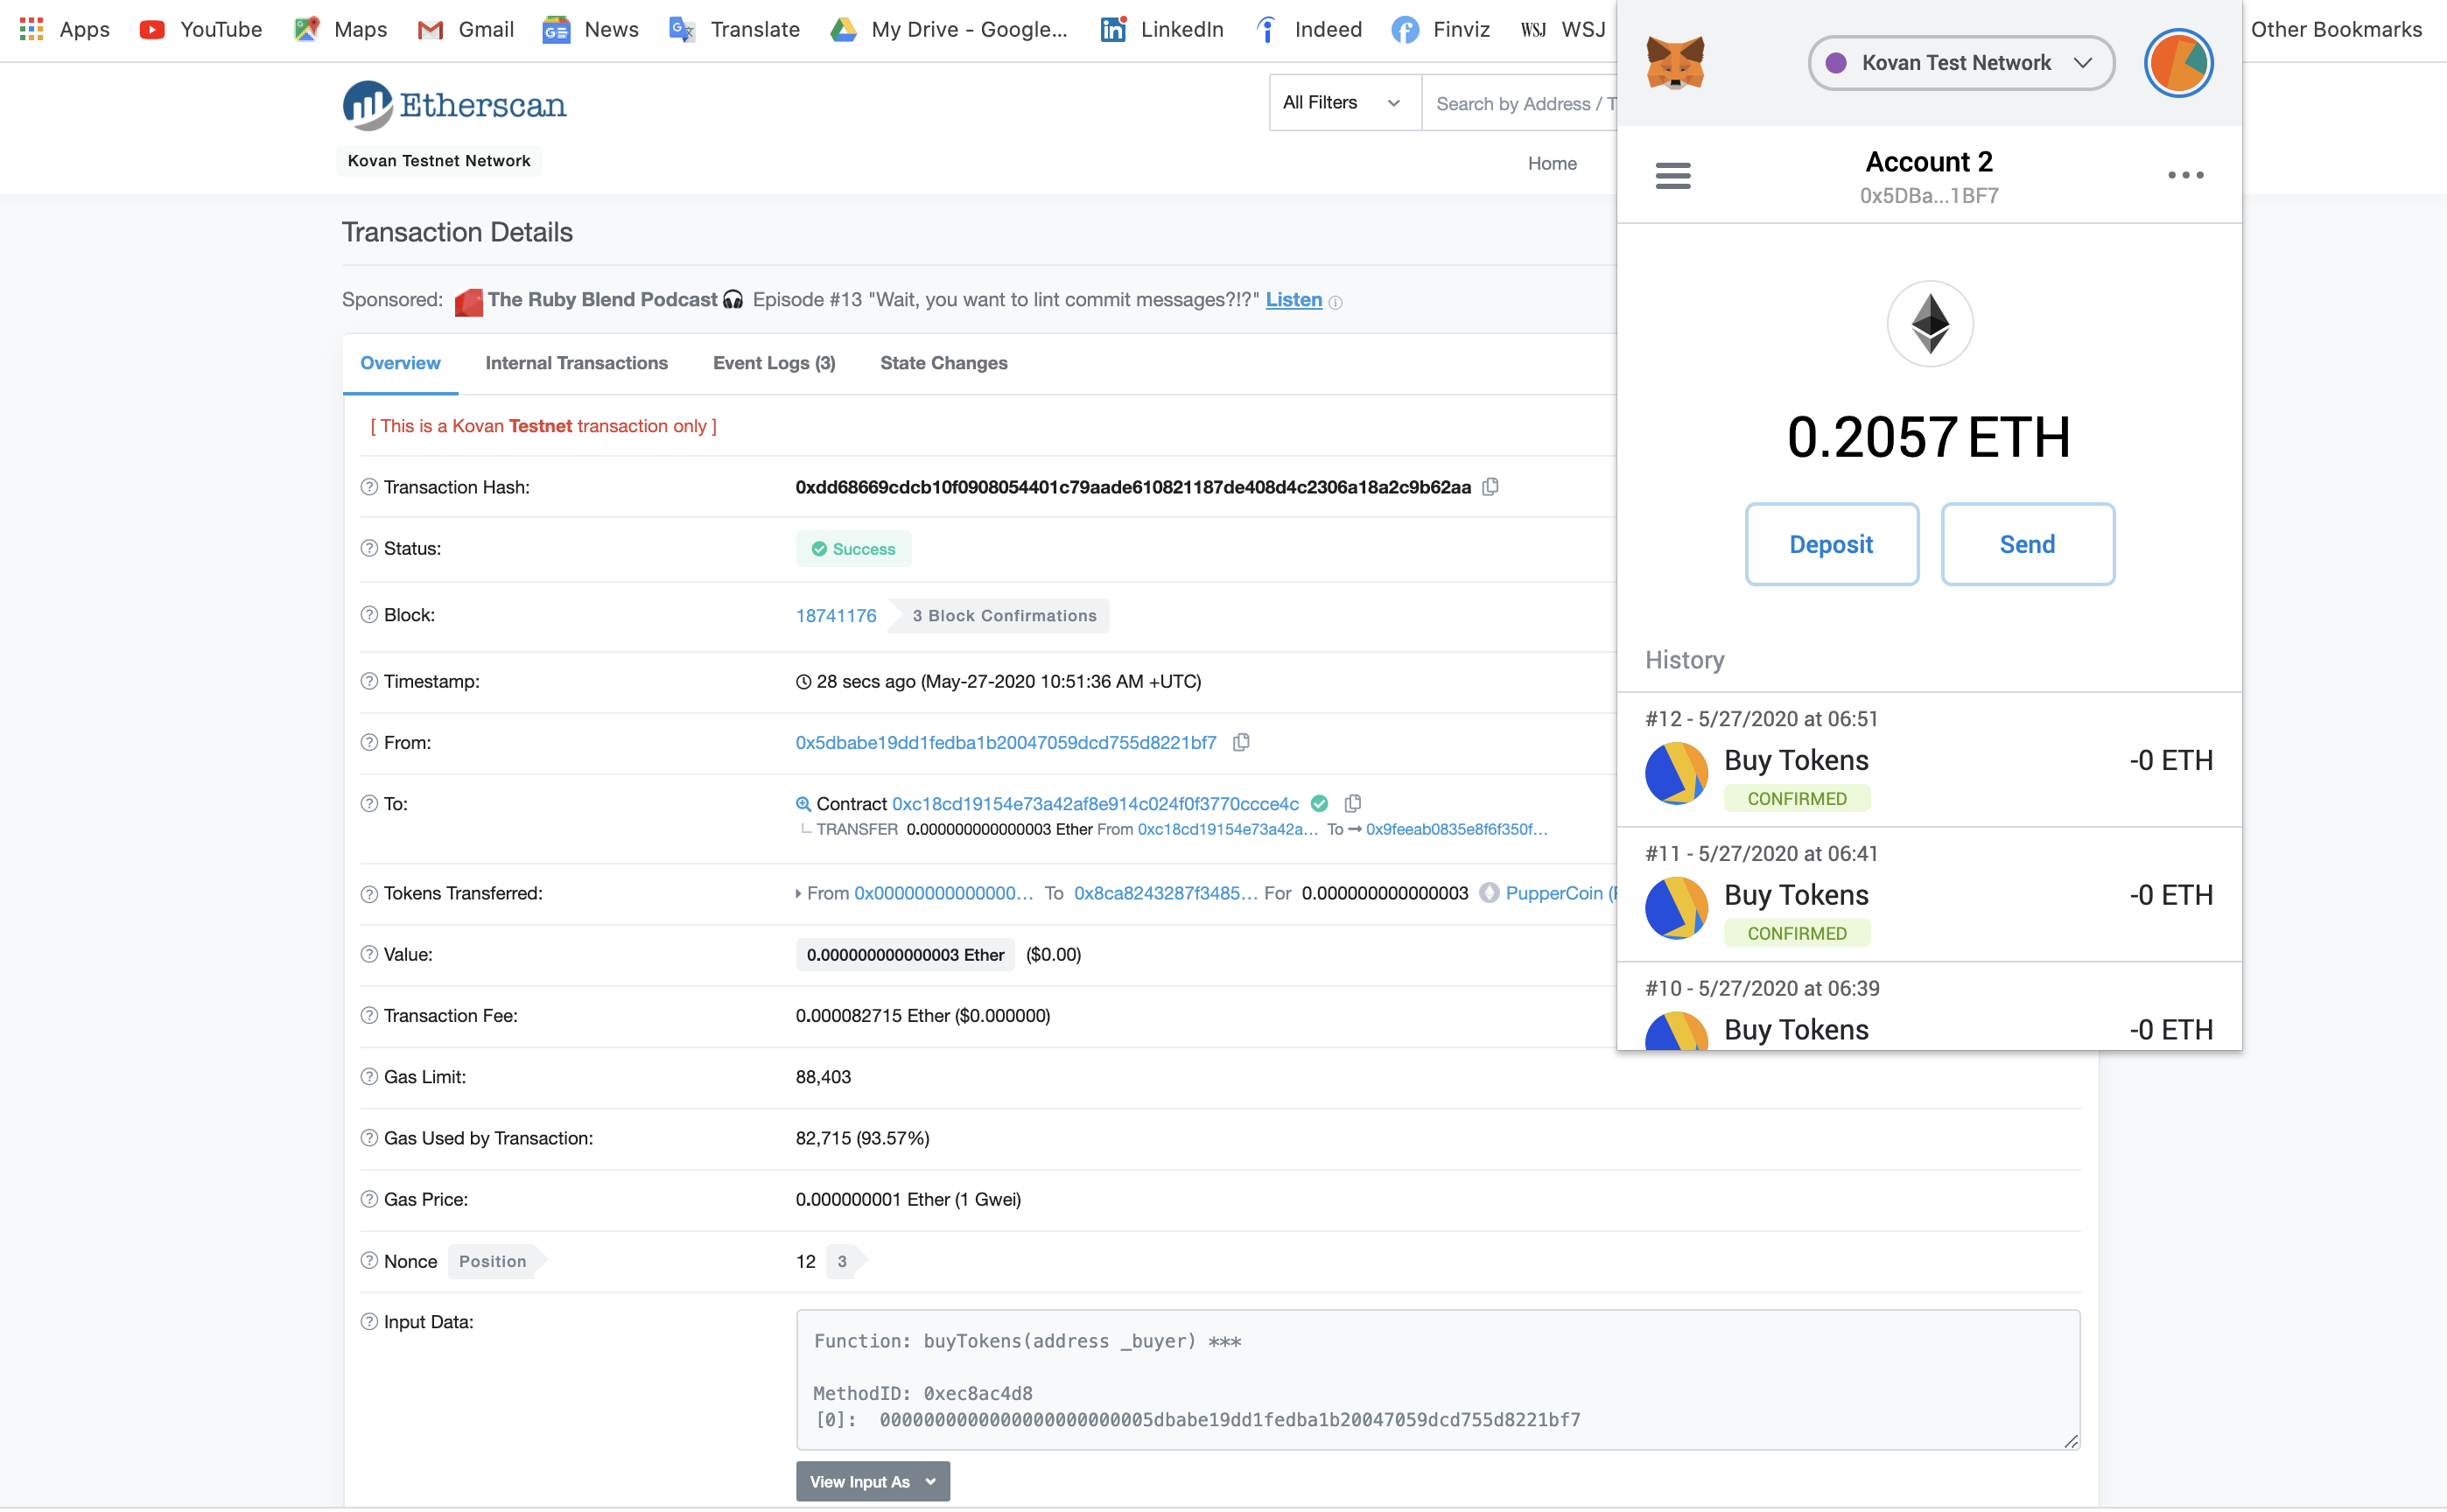 Apps YouTube Maps Gmail News Translate My Drive - Google... LinkedIn Indeed Finviz WSJ WSJ Other Bookmarks
Etherscan
All Filters Search by Address / T
Kovan Testnet Network
Home
Transaction Details
Sponsored: The Ruby Blend Podcast Episode #13 "Wait, you want to lint commit messages?!?" Listen
Overview Internal Transactions Event Logs (3) State Changes
[ This is a Kovan Testnet transaction only ]
Transaction Hash: 0xdd68669cdcb10f0908054401c79aade610821187de408d4c2306a18a2c9b62aa
Status: Success
Block: 18741176 3 Block Confirmations
Timestamp: 28 secs ago (May-27-2020 10:51:36 AM +UTC)
From: 0x5dbabe19dd1fedba1b20047059dcd755d8221bf7
To: Contract 0xc18cd19154e73a42af8e914c024f0f3770ccce4c
TRANSFER 0.000000000000003 Ether From 0xc18cd19154e73a42a... To 0x9feeab0835e8f6f350f...
Tokens Transferred: From 0x00000000000000... To 0x8ca8243287f3485... For 0.000000000000003 PupperCoin (
Value: 0.000000000000003 Ether ($0.00)
Transaction Fee: 0.000082715 Ether ($0.000000)
Gas Limit: 88,403
Gas Used by Transaction: 82,715 (93.57%)
Gas Price: 0.000000001 Ether (1 Gwei)
Nonce Position 12 3
Input Data:
Function: buyTokens(address _buyer) ***
MethodID: 0xec8ac4d8
[0]: 0000000000000000000000005dbabe19dd1fedba1b20047059dcd755d8221bf7
View Input As
Kovan Test Network
Account 2
0x5DBa...1BF7
0.2057 ETH
Deposit Send
History
#12 - 5/27/2020 at 06:51
Buy Tokens -0 ETH
CONFIRMED
#11 - 5/27/2020 at 06:41
Buy Tokens -0 ETH
CONFIRMED
#10 - 5/27/2020 at 06:39
Buy Tokens -0 ETH